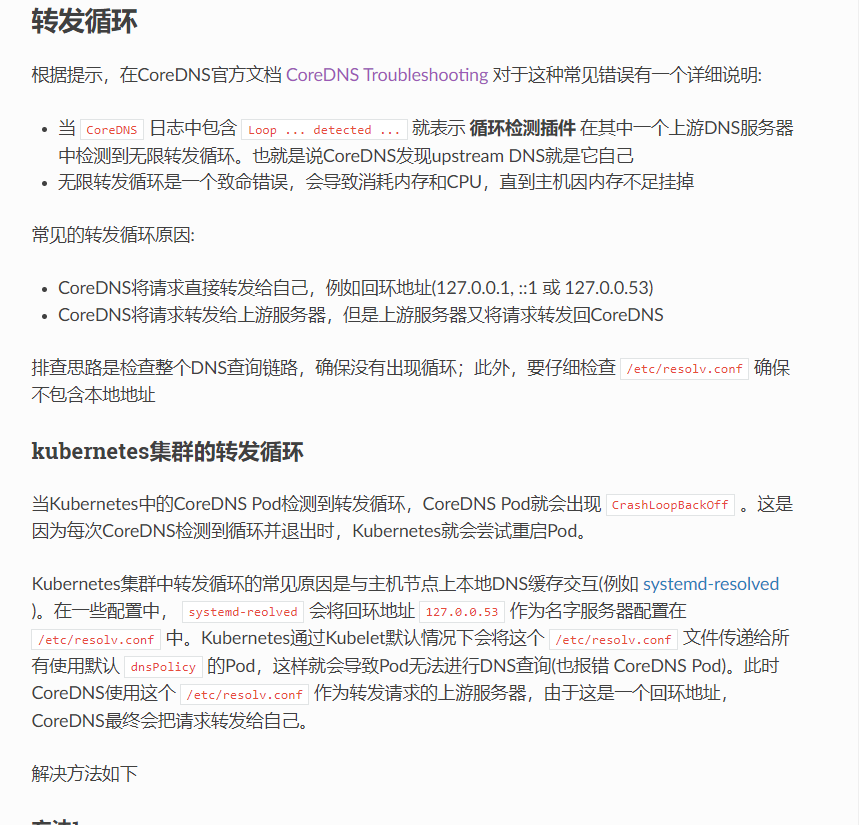 转发循环
根据提示，在CoreDNS官方文档 CoreDNS Troubleshooting 对于这种常见错误有一个详细说明:
• 当 CoreDNS 日志中包含 Loop ... detected ... 就表示 循环检测插件 在其中一个上游DNS服务器
中检测到无限转发循环。也就是说CoreDNS发现upstream DNS就是它自己
• 无限转发循环是一个致命错误，会导致消耗内存和CPU，直到主机因内存不足挂掉
常见的转发循环原因:
• CoreDNS将请求直接转发给自己，例如回环地址(127.0.0.1, ::1 或 127.0.0.53)
• CoreDNS将请求转发给上游服务器，但是上游服务器又将请求转发回CoreDNS
排查思路是检查整个DNS查询链路，确保没有出现循环；此外，要仔细检查 /etc/resolv.conf 确保
不包含本地地址
kubernetes集群的转发循环
当Kubernetes中的CoreDNS Pod检测到转发循环，CoreDNS Pod就会出现 CrashLoopBackOff 。这是
因为每次CoreDNS检测到循环并退出时，Kubernetes就会尝试重启Pod。
Kubernetes集群中转发循环的常见原因是与主机节点上本地DNS缓存交互(例如 systemd-resolved
)。在一些配置中， systemd-reolved 会将回环地址 127.0.0.53 作为名字服务器配置在
/etc/resolv.conf 中。Kubernetes通过Kubelet默认情况下会将这个 /etc/resolv.conf 文件传递给所
有使用默认 dnsPolicy 的Pod，这样就会导致Pod无法进行DNS查询(也报错 CoreDNS Pod)。此时
CoreDNS使用这个 /etc/resolv.conf 作为转发请求的上游服务器，由于这是一个回环地址，
CoreDNS最终会把请求转发给自己。
解决方法如下